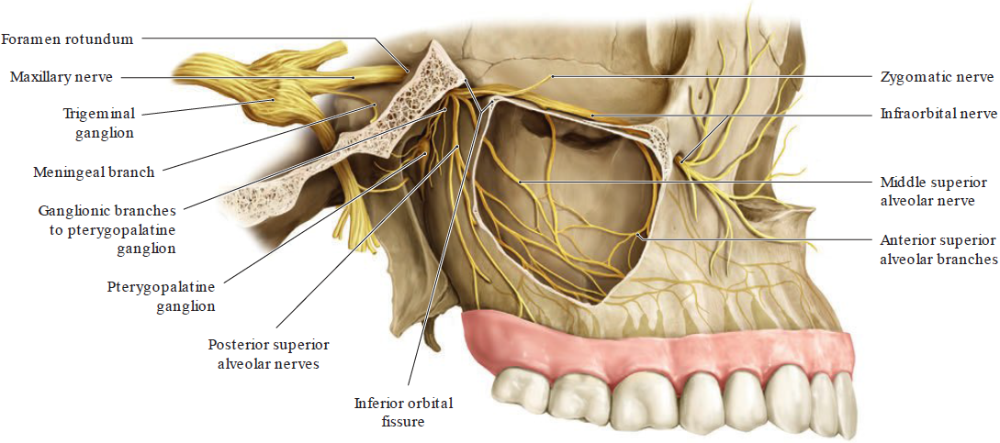 Foramen rotundum
Maxillary nerve
Trigeminal
ganglion
Meningeal branch
Ganglionic branches
to pterygopalatine
ganglion
Pterygopalatine
ganglion
Posterior superior
alveolar nerves
Inferior orbital
fissure
Zygomatic nerve
Infraorbital nerve
Middle superior
alveolar nerve
Anterior superior
alveolar branches